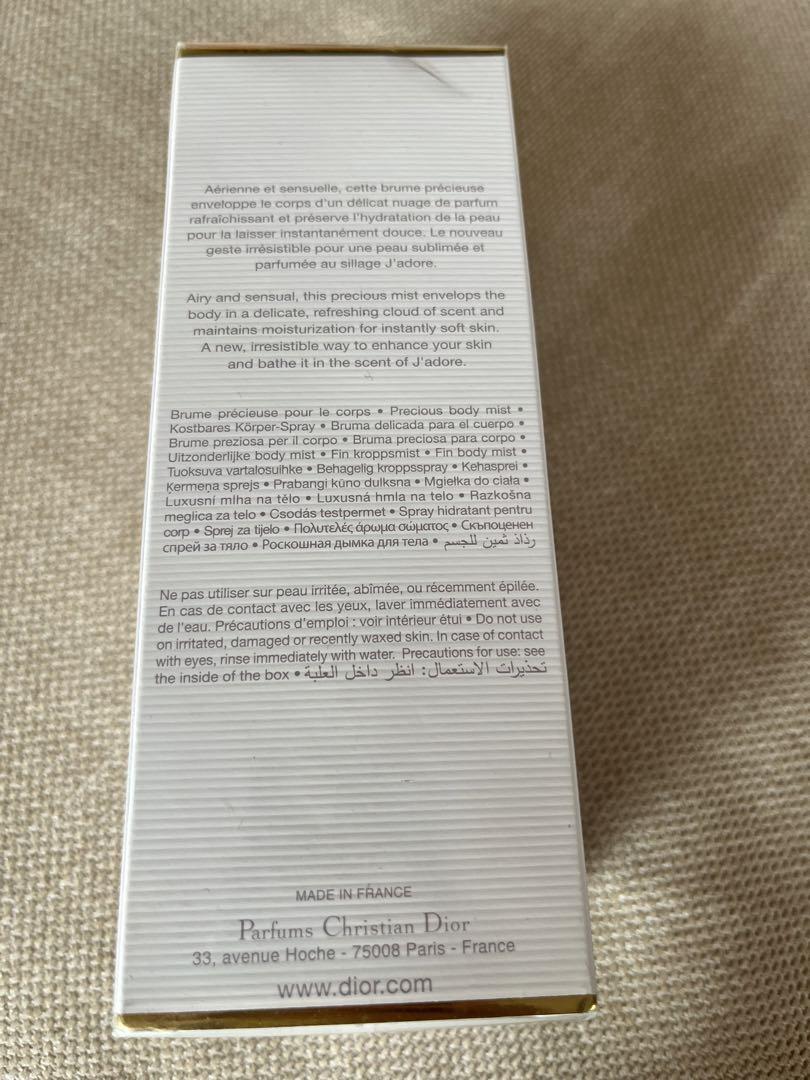 Aérienne et sensuelle, cette brume précieuse
enveloppe le corps d'un délicat nuage de parfum
rafraîchissant et préserve l'hydratation de la peau
pour la laisser instantanément douce. Le nouveau
geste irrésistible pour une peau sublimée et
parfumée au sillage J'adore.
Airy and sensual, this precious mist envelops the
body in a delicate, refreshing cloud of scent and
maintains moisturization for instantly soft skin.
A new, irresistible way to enhance your skin
and bathe it in the scent of J'adore.
Brume précieuse pour le corps • Precious body mist •
Kostbares Körper-Spray • Bruma delicada para el cuerpo •
Brume preziosa per il corpo • Bruma preciosa para corpo •
Uitzonderlijke body mist • Fin kroppsmist • Fin body mist •
Tuoksuva vartalosuihke • Behagelig kroppsspray • Kehasprei •
Ķermeņa sprejs • Prabangi kūno dulksna • Mgiełka do ciała •
Luxusní mlha na tělo • Luxusná hmla na telo • Razkošna
meglica za telo • Csodás testpermet • Spray hidratant pentru
corp • Sprej za tijelo • Πολυτελές άρωμα σώματος • Скъпоценен
спрей за тяло • Роскошная дымка для тела • رذاذ ثمين للجسم
Ne pas utiliser sur peau irritée, abîmée, ou récemment épilée.
En cas de contact avec les yeux, laver immédiatement avec
de l'eau. Précautions d'emploi : voir intérieur étui • Do not use
on irritated, damaged or recently waxed skin. In case of contact
with eyes, rinse immediately with water. Precautions for use: see
the inside of the box • تحذيرات الاستعمال: انظر داخل العلبة
MADE IN FRANCE
Parfums Christian Dior
33, avenue Hoche - 75008 Paris - France
www.dior.com